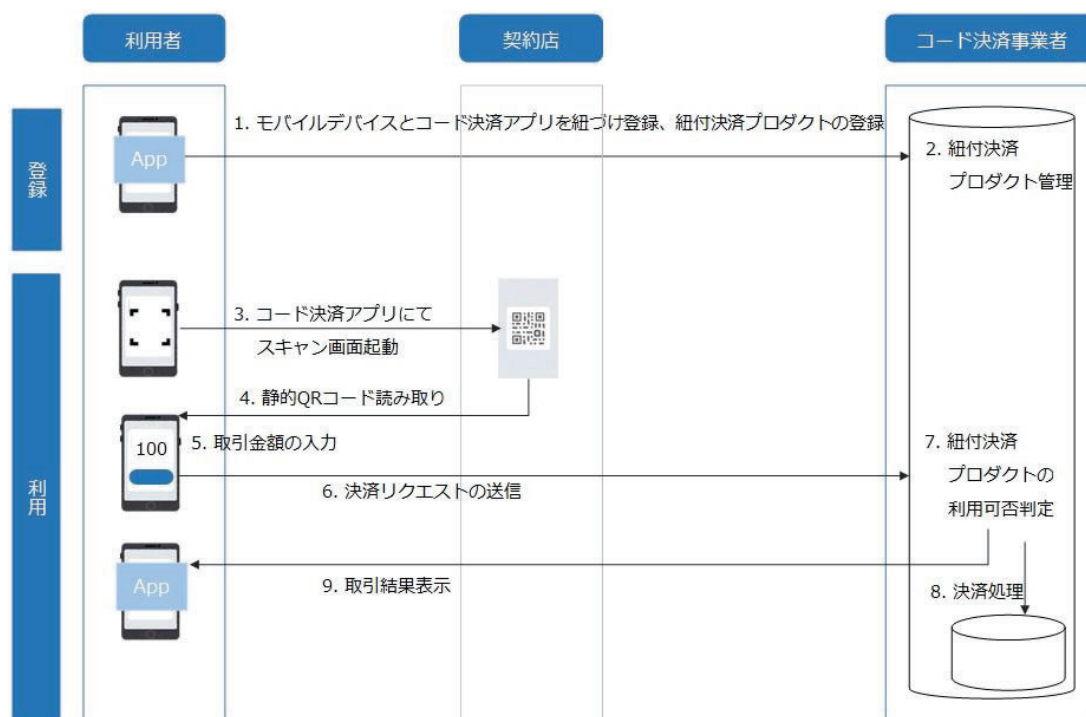 利用者
契約店
コード決済事業者
登録
1. モバイルデバイスとコード決済アプリを紐づけ登録、紐付決済プロダクトの登録
App
2. 紐付決済
プロダクト管理
利用
3. コード決済アプリにて
スキャン画面起動
4. 静的QRコード読み取り
100
5. 取引金額の入力
6. 決済リクエストの送信
7. 紐付決済
プロダクトの
利用可否判定
App
9. 取引結果表示
8. 決済処理